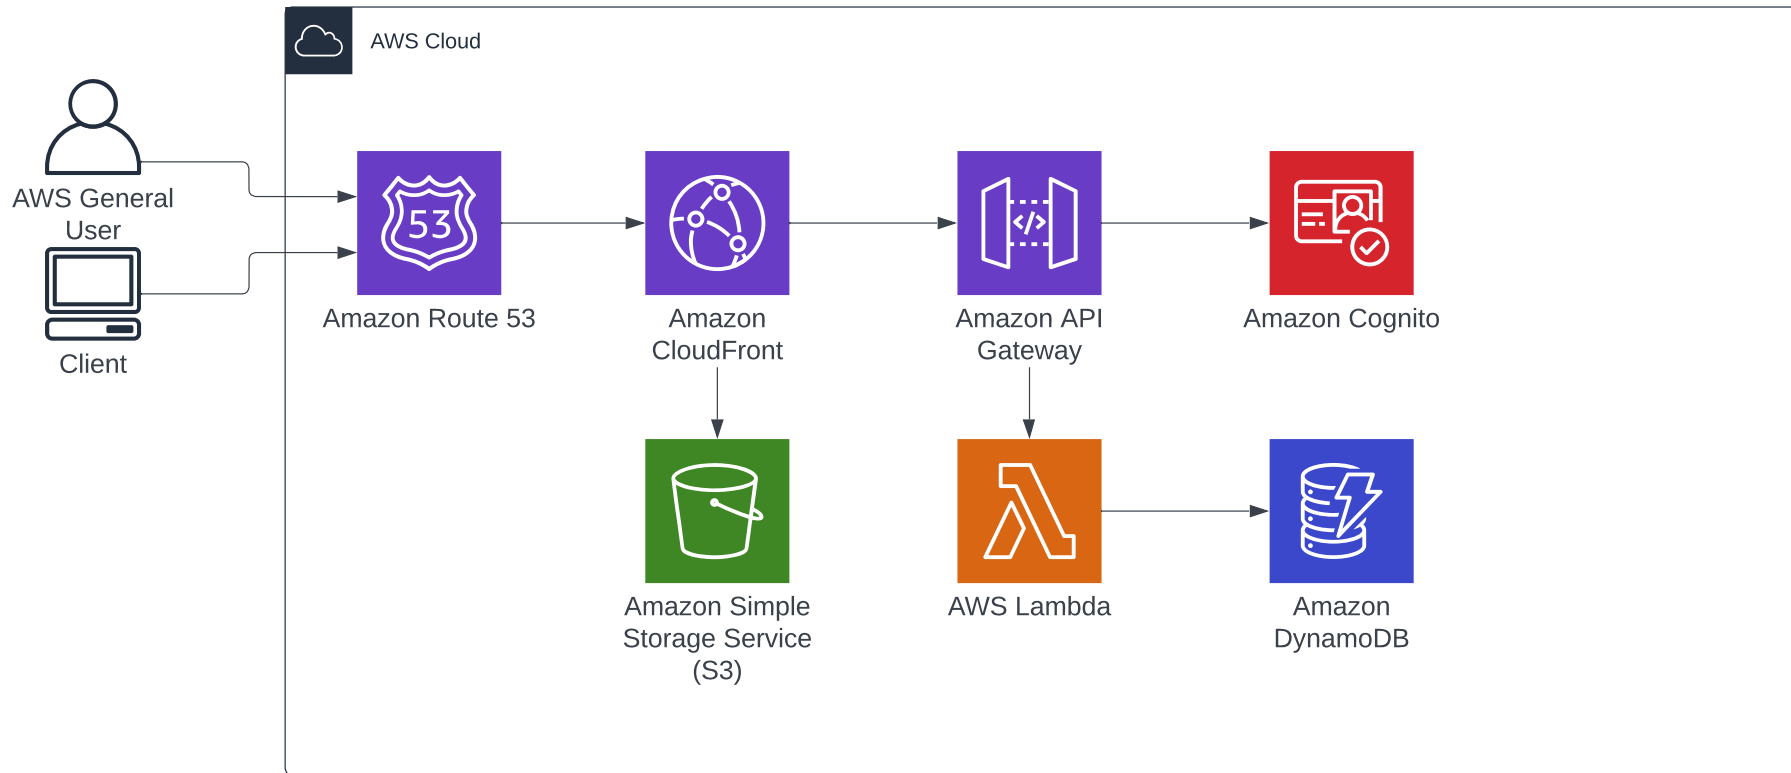 AWS Cloud
AWS General
User
Client
53
Amazon Route 53
Amazon
CloudFront
</>
Amazon API
Gateway
Amazon Cognito
Amazon Simple
Storage Service
(S3)
AWS Lambda
Amazon
DynamoDB